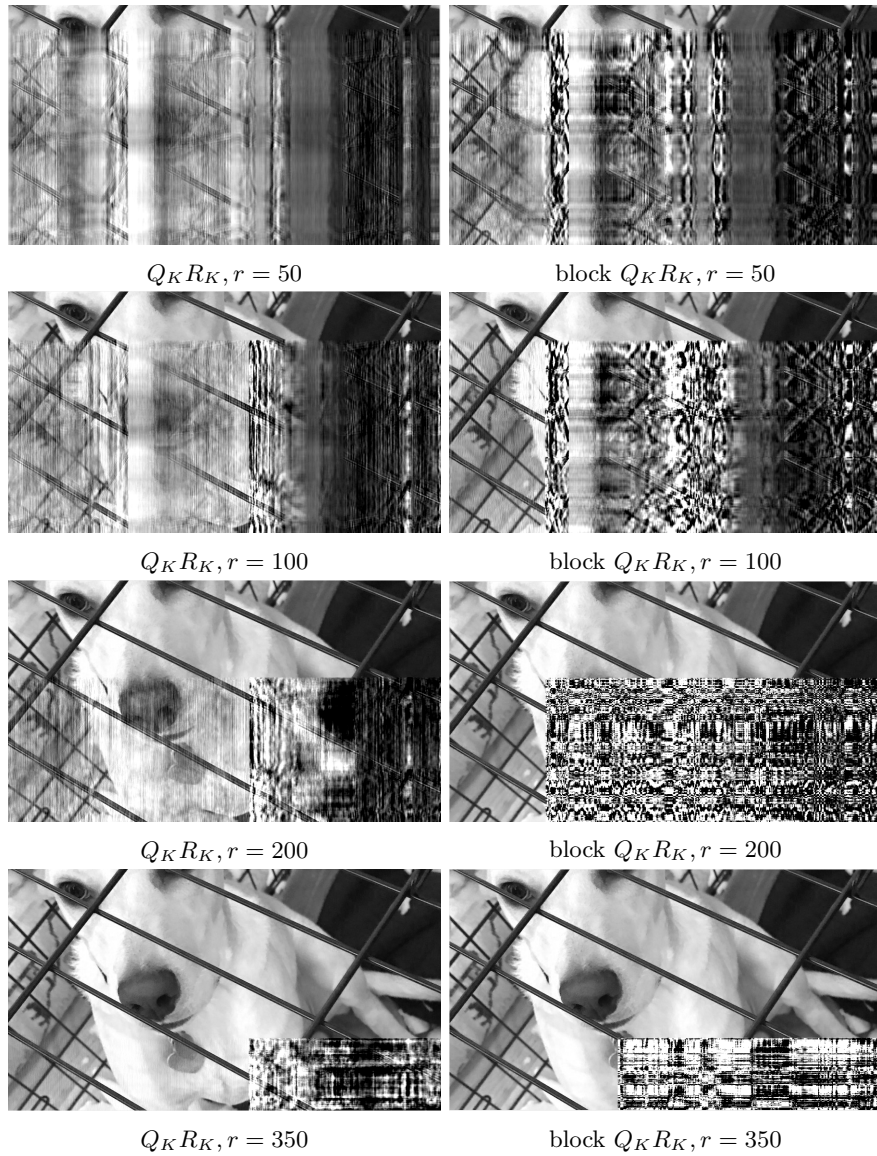 Q_K R_K, r = 50
block Q_K R_K, r = 50
Q_K R_K, r = 100
block Q_K R_K, r = 100
Q_K R_K, r = 200
block Q_K R_K, r = 200
Q_K R_K, r = 350
block Q_K R_K, r = 350